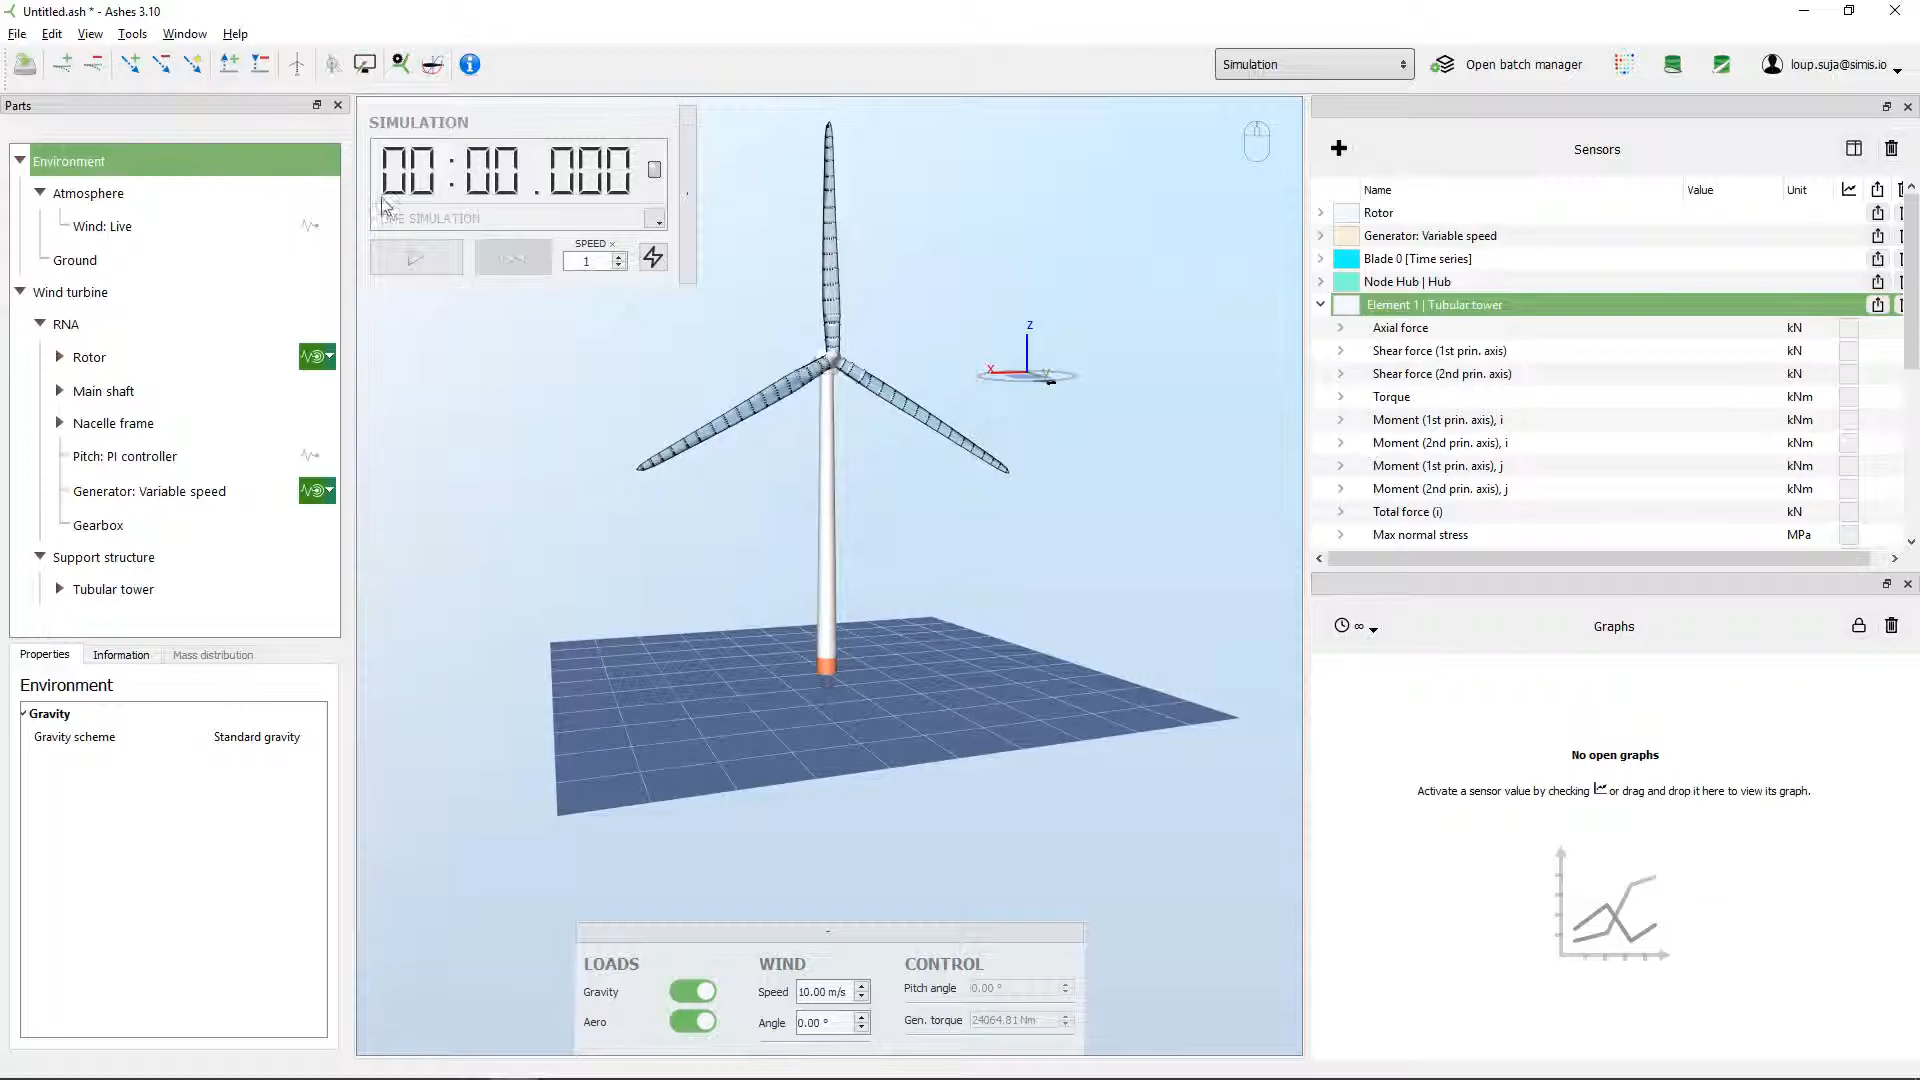 Untitled.ash * - Ashes 3.10
File Edit View Tools Window Help
Simulation
Open batch manager
loup.suja@simis.io
Parts
Environment
Atmosphere
Wind: Live
Ground
Wind turbine
RNA
Rotor
Main shaft
Nacelle frame
Pitch: PI controller
Generator: Variable speed
Gearbox
Support structure
Tubular tower
Properties Information Mass distribution
Environment
Gravity
Gravity scheme Standard gravity
SIMULATION
00:00.000
SIMULATION
SPEED ×
1
Z
X
Y
LOADS WIND CONTROL
Gravity Speed 10.00 m/s Pitch angle 0.00 °
Aero Angle 0.00 ° Gen. torque 24064.81 Nm
Sensors
Name Value Unit
Rotor
Generator: Variable speed
Blade 0 [Time series]
Node Hub | Hub
Element 1 | Tubular tower
Axial force kN
Shear force (1st prin. axis) kN
Shear force (2nd prin. axis) kN
Torque kNm
Moment (1st prin. axis), i kNm
Moment (2nd prin. axis), i kNm
Moment (1st prin. axis), j kNm
Moment (2nd prin. axis), j kNm
Total force (i) kN
Max normal stress MPa
∞
Graphs
No open graphs
Activate a sensor value by checking or drag and drop it here to view its graph.